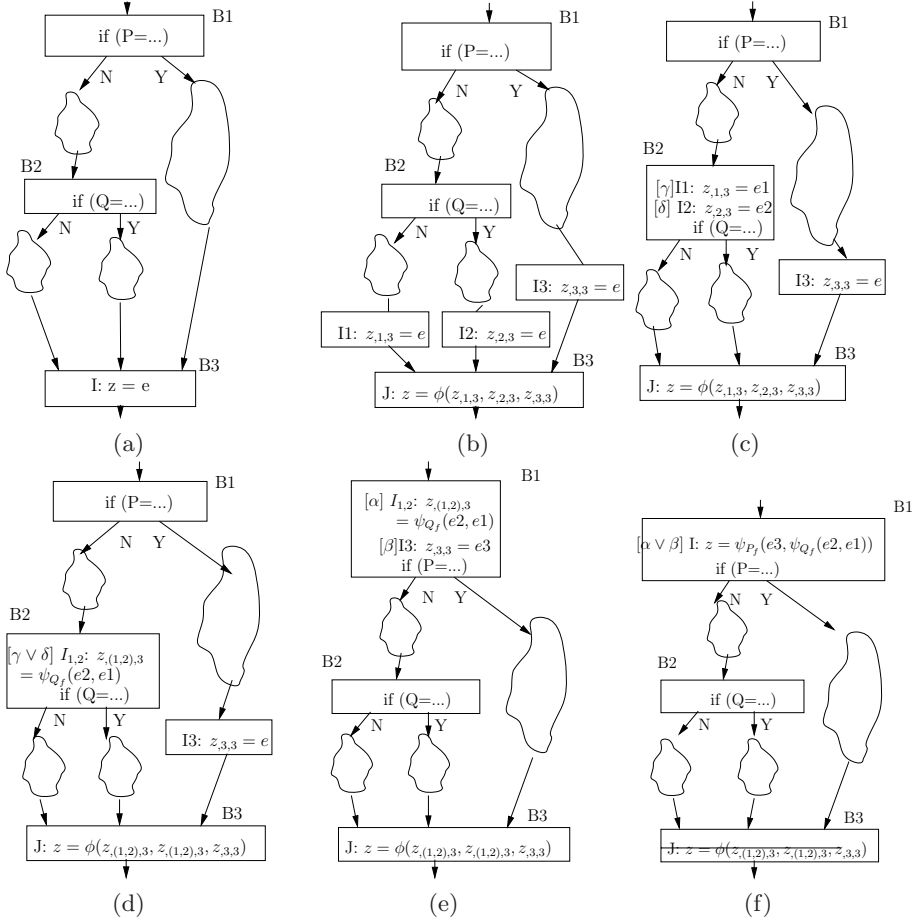 B1
if (P=...)
N Y
B2
if (Q=...)
N Y
B3
I: z = e
(a)
B1
if (P=...)
N Y
B2
if (Q=...)
N Y
I3: z,3,3 = e
I1: z,1,3 = e I2: z,2,3 = e
B3
J: z = ϕ(z,1,3, z,2,3, z,3,3)
(b)
B1
if (P=...)
N Y
B2
[γ]I1: z,1,3 = e1
[δ] I2: z,2,3 = e2
if (Q=...)
N Y
I3: z,3,3 = e
B3
J: z = ϕ(z,1,3, z,2,3, z,3,3)
(c)
B1
if (P=...)
N Y
B2
[γ ∨ δ] I1,2: z,(1,2),3
= ψQf(e2, e1)
if (Q=...)
N Y
I3: z,3,3 = e
B3
J: z = ϕ(z,(1,2),3, z,(1,2),3, z,3,3)
(d)
B1
[α] I1,2: z,(1,2),3
= ψQf(e2, e1)
[β]I3: z,3,3 = e3
if (P=...)
N Y
B2
if (Q=...)
N Y
B3
J: z = ϕ(z,(1,2),3, z,(1,2),3, z,3,3)
(e)
B1
[α ∨ β] I: z = ψPf(e3, ψQf(e2, e1))
if (P=...)
N Y
B2
if (Q=...)
N Y
B3
J: z = ϕ(z,(1,2),3, z,(1,2),3, z,3,3)
(f)